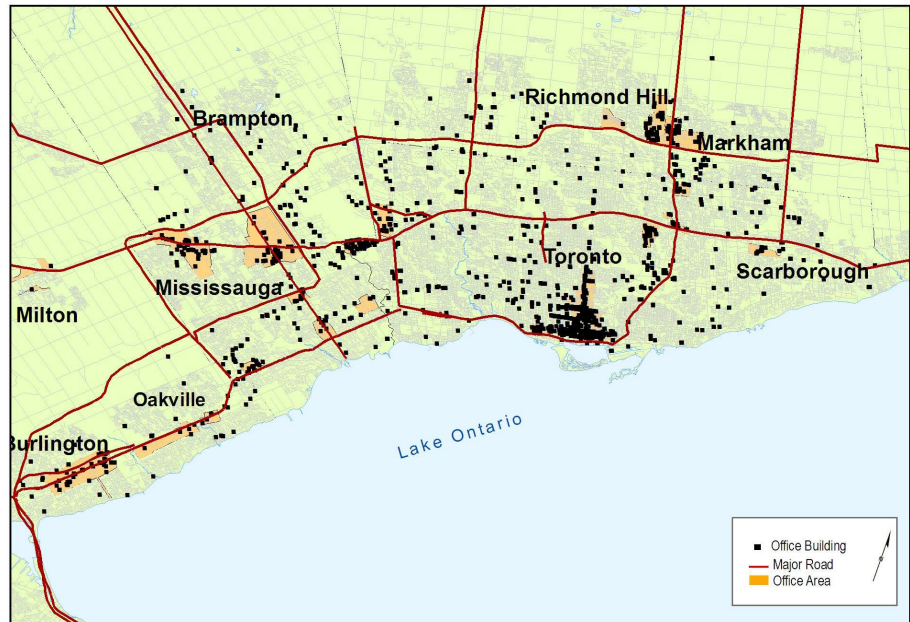 Richmond Hill
Brampton
Markham
Toronto
Scarborough
Mississauga
Milton
Oakville
Burlington
Lake Ontario
Office Building
Major Road
Office Area